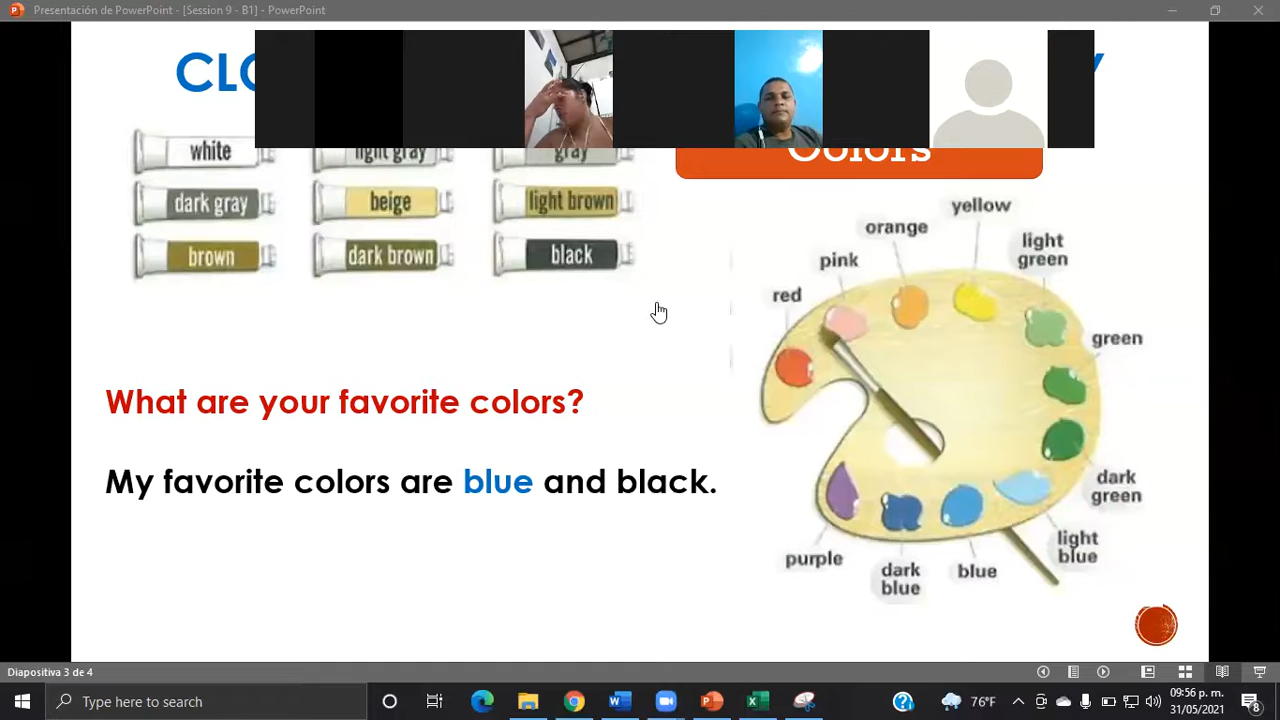 Presentación de PowerPoint - [Session 9 - B1] - PowerPoint
Colors
white
light gray
gray
dark gray
beige
light brown
brown
dark brown
black
yellow
orange
light
green
pink
red
green
What are your favorite colors?
My favorite colors are blue and black.
dark
green
light
blue
purple
dark
blue
blue
Diapositiva 3 de 4
Type here to search
76°F
09:56 p. m.
31/05/2021
8